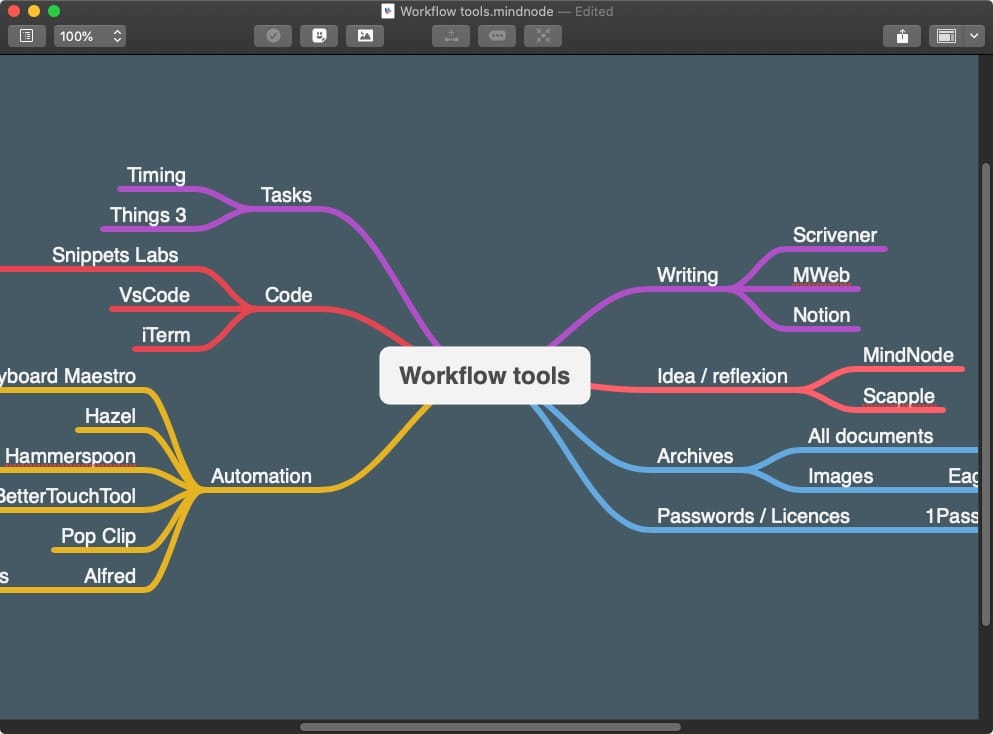 Workflow tools.mindnode — Edited
100%
Timing
Tasks
Things 3
Snippets Labs
Code
VsCode
iTerm
yboard Maestro
Hazel
Hammerspoon
Automation
BetterTouchTool
Pop Clip
s
Alfred
Workflow tools
Scrivener
Writing
MWeb
Notion
MindNode
Idea / reflexion
Scapple
All documents
Archives
Images
Eag
Passwords / Licences
1Pass